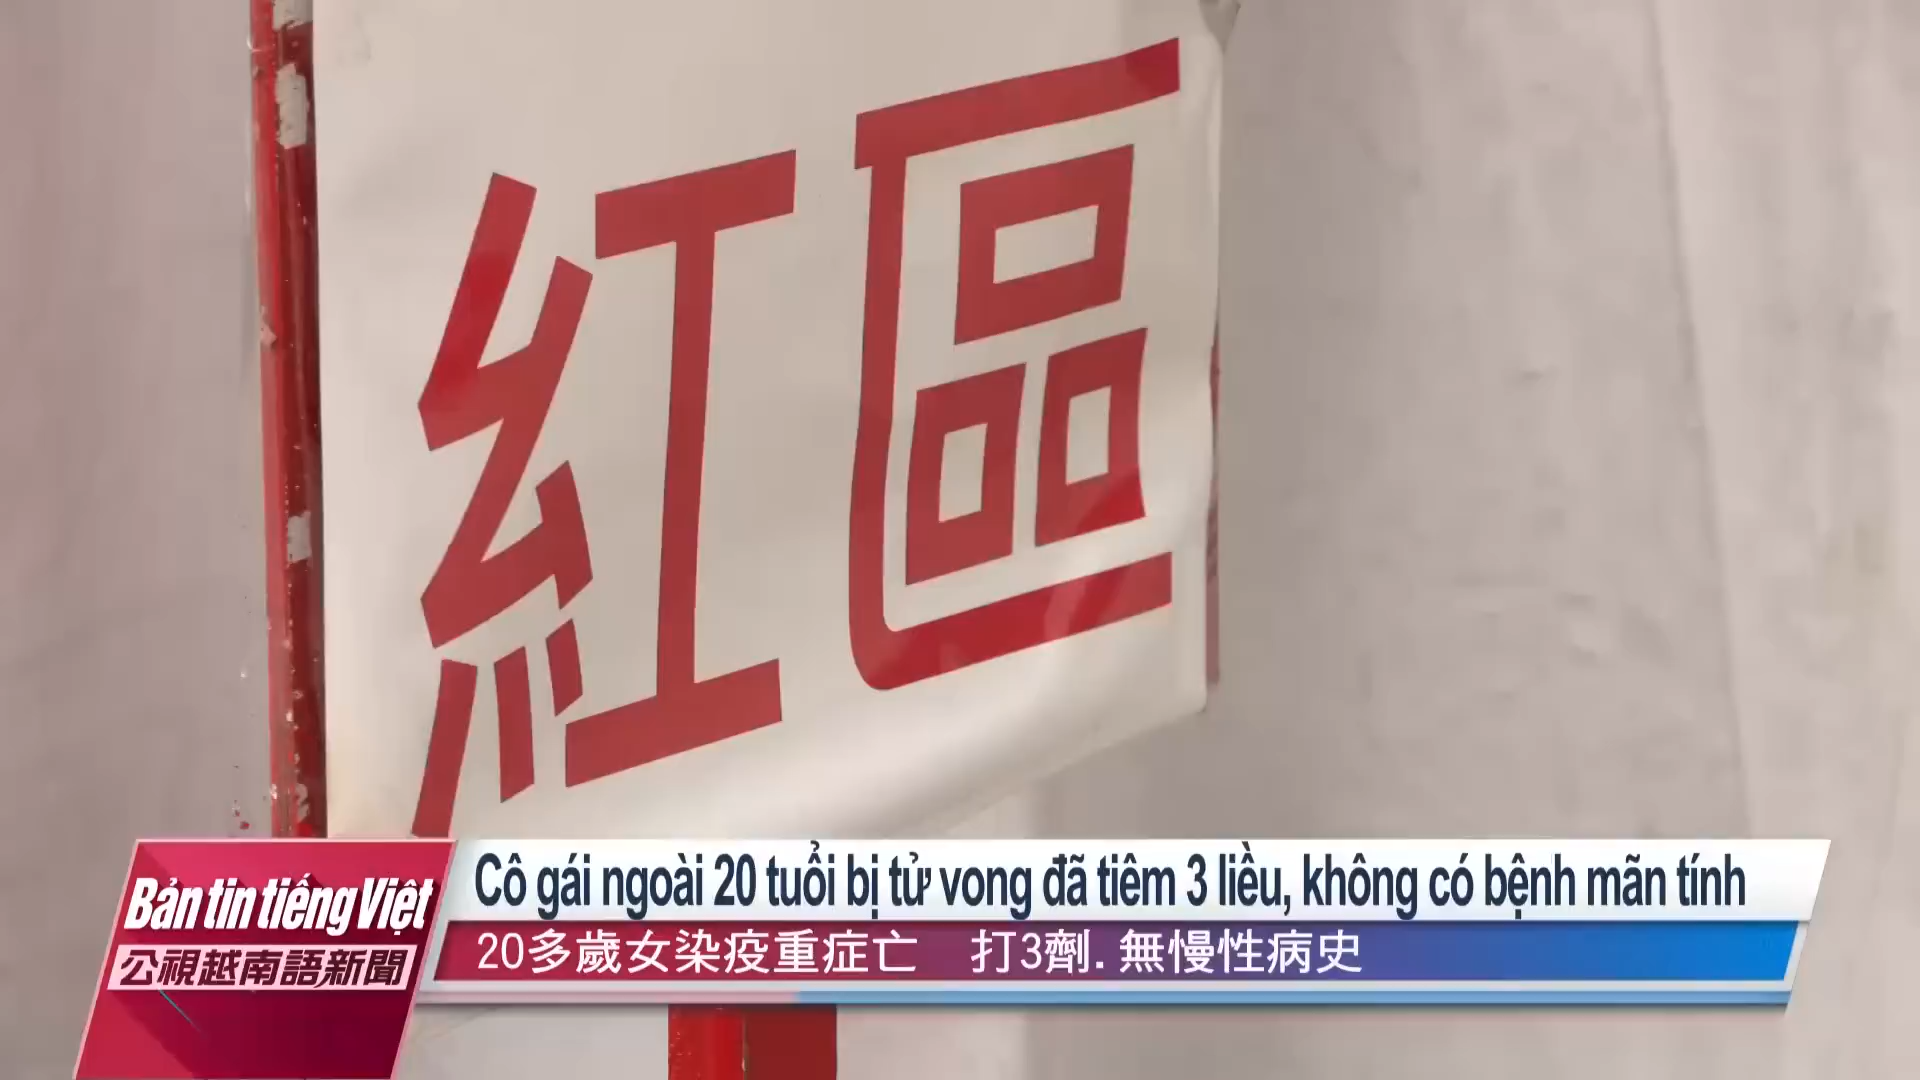 紅區
Cô gái ngoài 20 tuổi bị tử vong đã tiêm 3 liều, không có bệnh mãn tính
Bản tin tiếng Việt
20多歲女染疫重症亡 打3劑.無慢性病史
公視越南語新聞